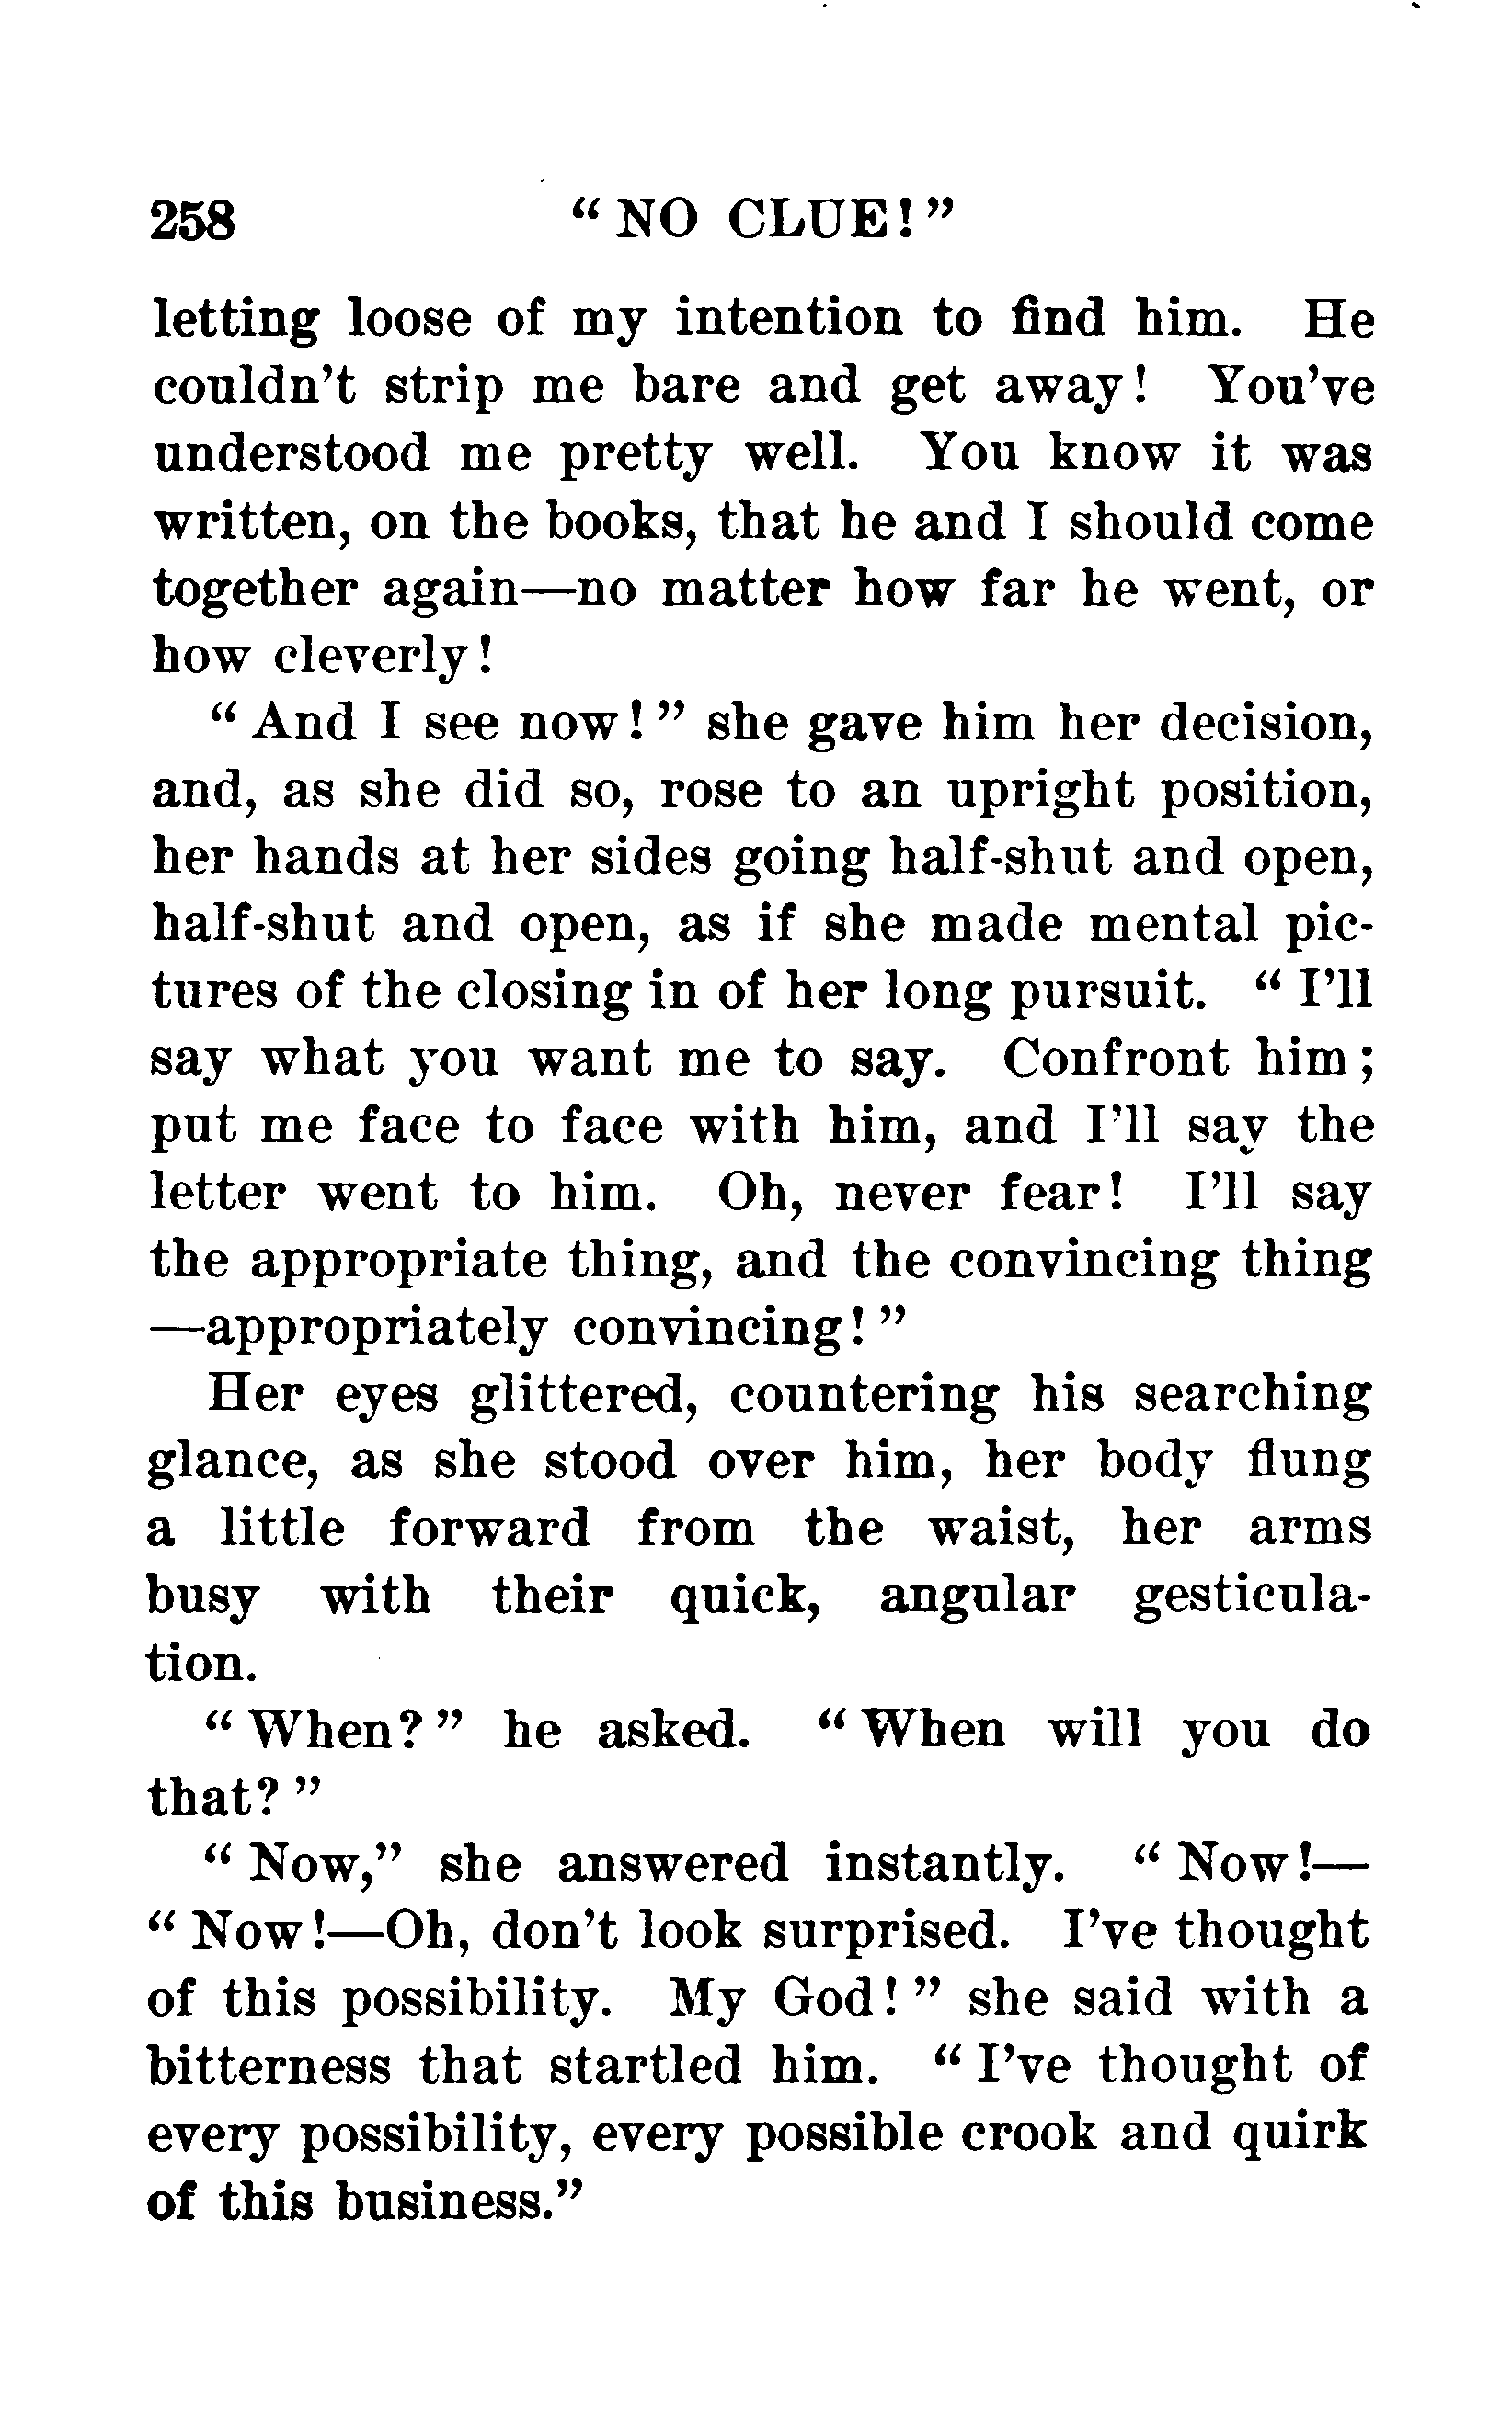 258 “ NO CLUE! ”
letting loose of my intention to find him. He
couldn’t strip me bare and get away! You’ve
understood me pretty well. You know it was
written, on the books, that he and I should come
together again—no matter how far he went, or
how cleverly!
“ And I see now! ” she gave him her decision,
and, as she did so, rose to an upright position,
her hands at her sides going half-shut and open,
half-shut and open, as if she made mental pic-
tures of the closing in of her long pursuit. “ I’ll
say what you want me to say. Confront him;
put me face to face with him, and I’ll say the
letter went to him. Oh, never fear! I’ll say
the appropriate thing, and the convincing thing
—appropriately convincing! ”
Her eyes glittered, countering his searching
glance, as she stood over him, her body flung
a little forward from the waist, her arms
busy with their quick, angular gesticula-
tion.
“ When? ” he asked. “ When will you do
that? ”
“ Now,” she answered instantly. “ Now!—
“ Now!—Oh, don’t look surprised. I’ve thought
of this possibility. My God! ” she said with a
bitterness that startled him. “ I’ve thought of
every possibility, every possible crook and quirk
of this business.”